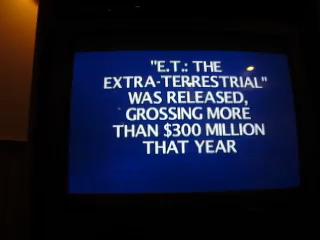 "E.T.: THE
EXTRA-TERRESTRIAL"
WAS RELEASED,
GROSSING MORE
THAN $300 MILLION
THAT YEAR